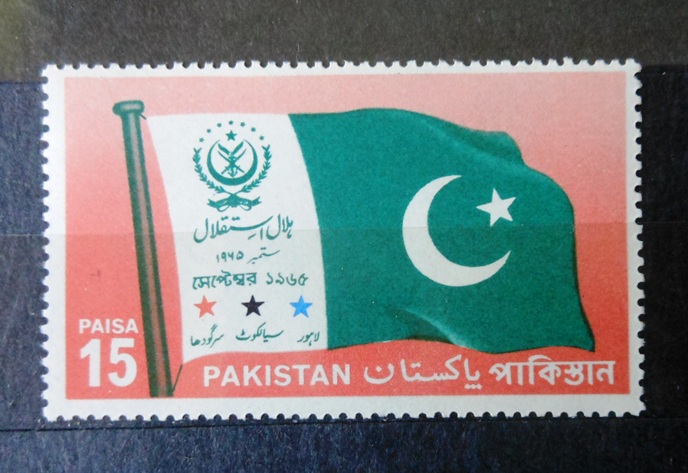 ہلال استقلال
ستمبر ۱۹۶۵
সেপ্টেম্বর ১৯৬৫
لاہور سیالکوٹ سرگودھا
PAISA
15
PAKISTAN پاکستان পাকিস্তান